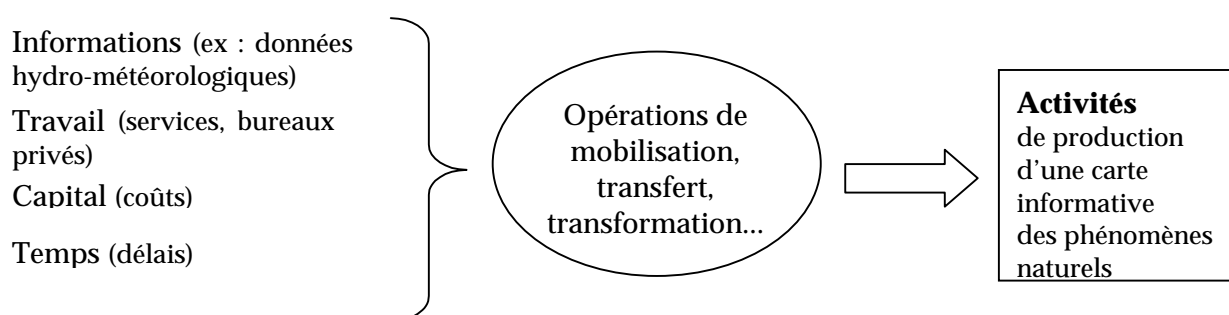 Informations (ex : données
hydro-météorologiques)
Travail (services, bureaux
privés)
Capital (coûts)
Temps (délais)
Opérations de
mobilisation,
transfert,
transformation...
Activités
de production
d’une carte
informative
des phénomènes
naturels